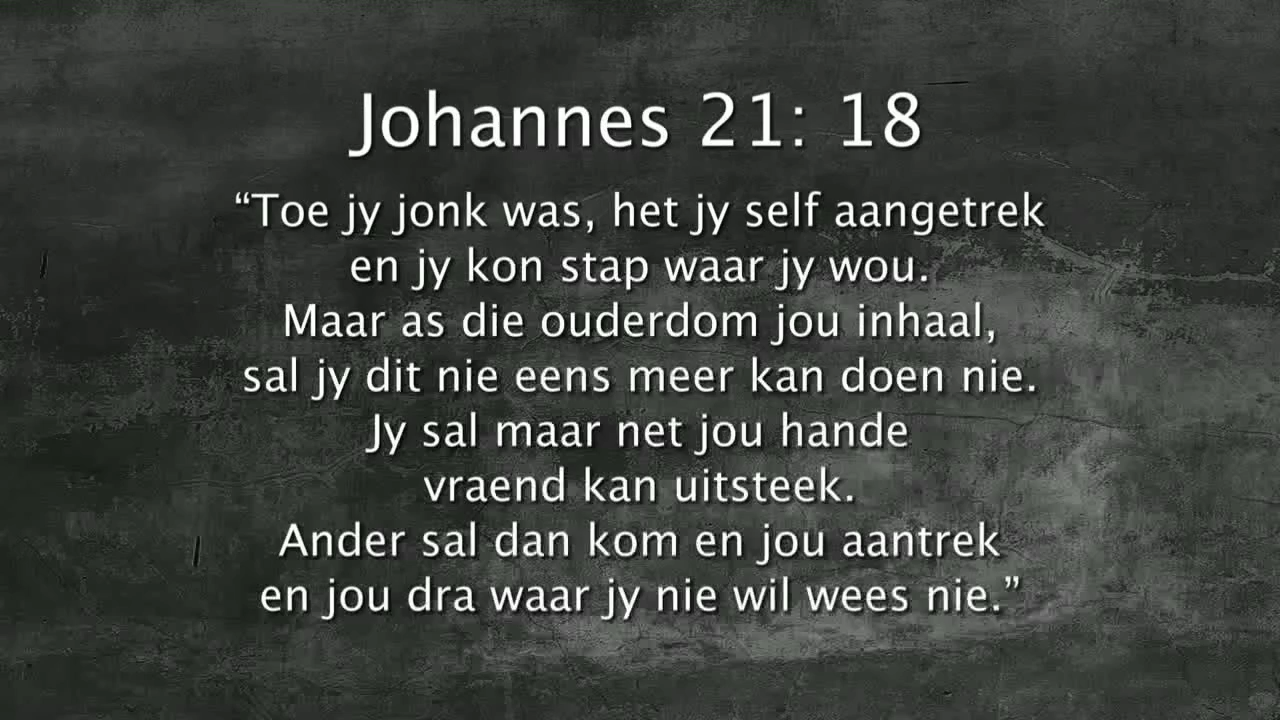 Johannes 21: 18
“Toe jy jonk was, het jy self aangetrek
en jy kon stap waar jy wou.
Maar as die ouderdom jou inhaal,
sal jy dit nie eens meer kan doen nie.
Jy sal maar net jou hande
vraend kan uitsteek.
Ander sal dan kom en jou aantrek
en jou dra waar jy nie wil wees nie.”